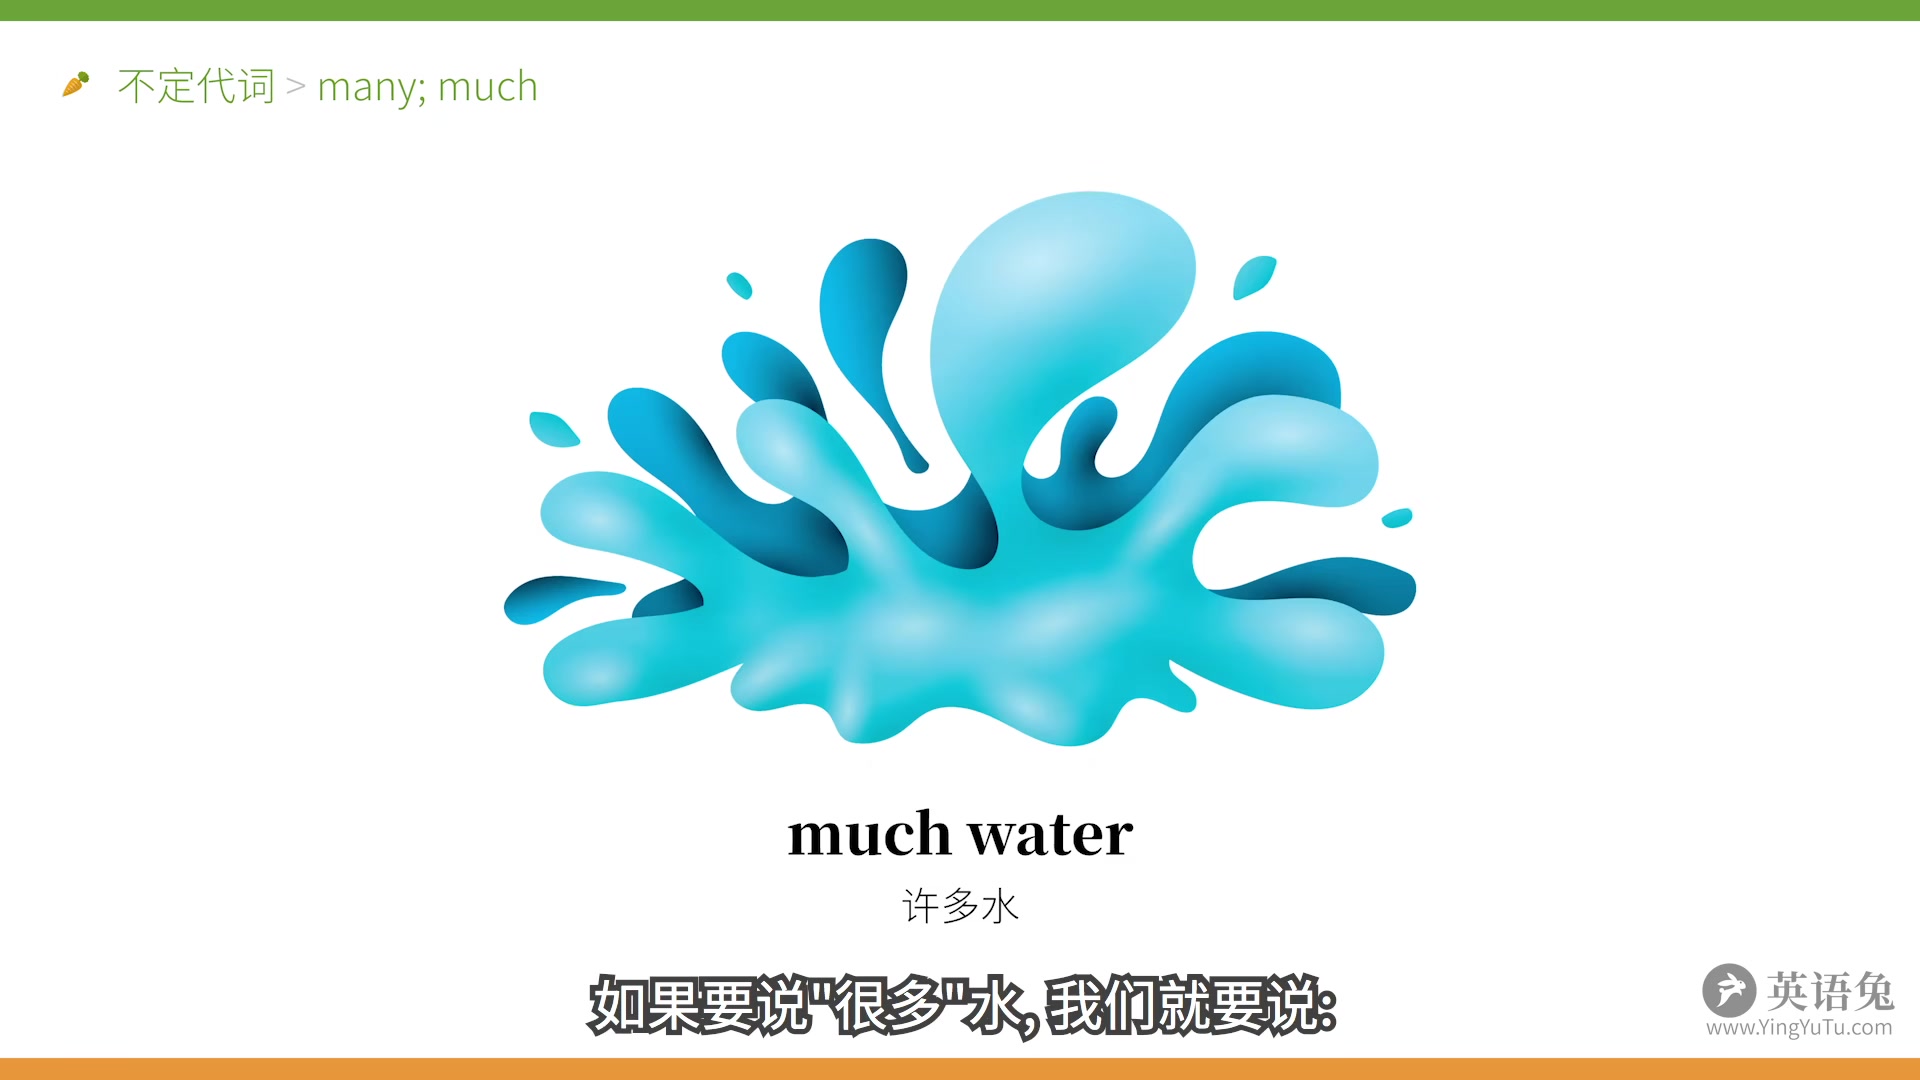 不定代词 > many; much
much water
许多水
如果要说"很多"水, 我们就要说:
英语兔
www.YingYuTu.com